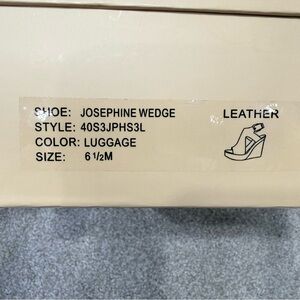 SHOE: JOSEPHINE WEDGE LEATHER
STYLE: 40S3JPHS3L
COLOR: LUGGAGE
SIZE: 6 1/2M